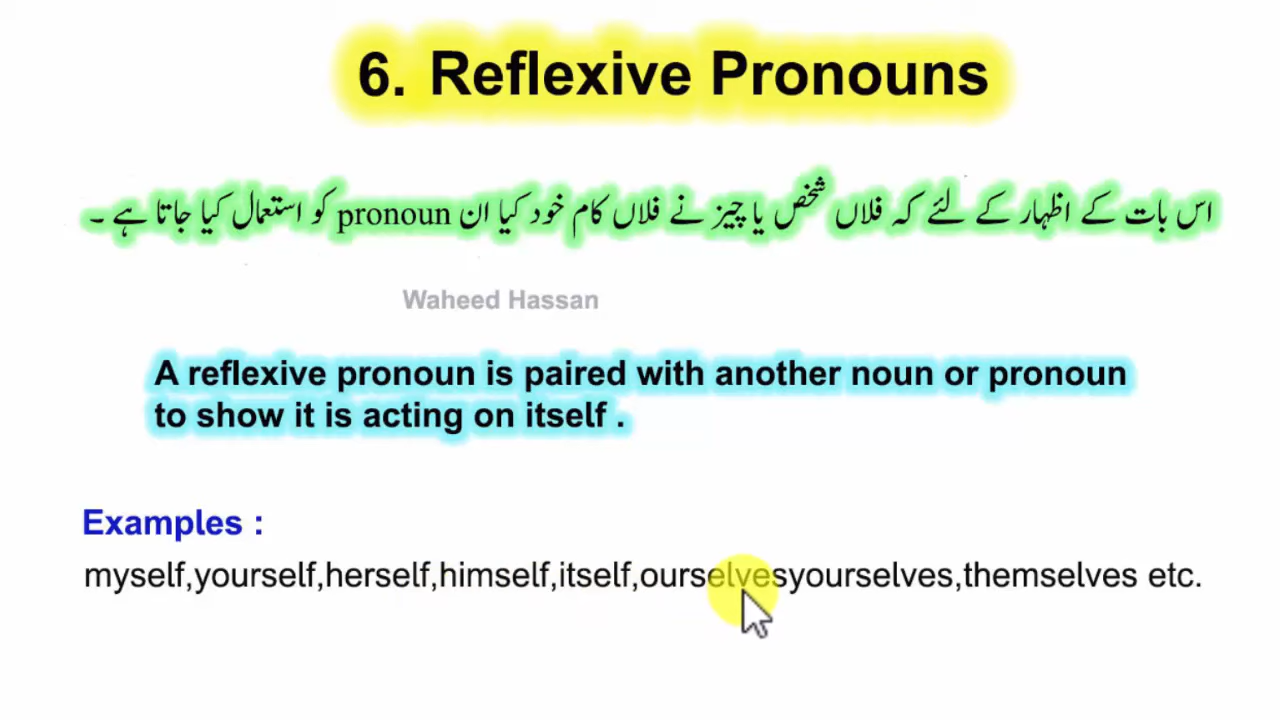 6. Reflexive Pronouns
اس بات کے اظہار کے لئے کہ فلاں شخص یا چیز نے فلاں کام خود کیا ان pronoun کو استعمال کیا جاتا ہے ۔
Waheed Hassan
A reflexive pronoun is paired with another noun or pronoun
to show it is acting on itself .
Examples :
myself,yourself,herself,himself,itself,ourselvesyourselves,themselves etc.